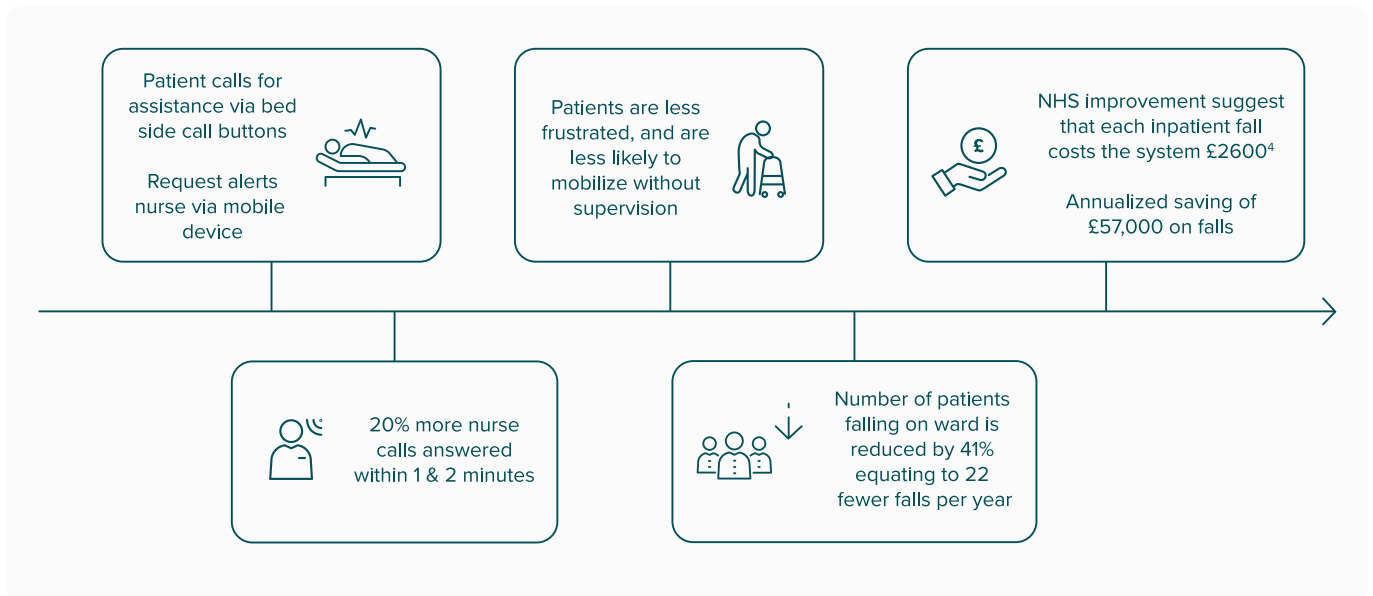 Patient calls for
assistance via bed
side call buttons
Request alerts
nurse via mobile
device
20% more nurse
calls answered
within 1 & 2 minutes
Patients are less
frustrated, and are
less likely to
mobilize without
supervision
Number of patients
falling on ward is
reduced by 41%
equating to 22
fewer falls per year
£
NHS improvement suggest
that each inpatient fall
costs the system £2600⁴
Annualized saving of
£57,000 on falls